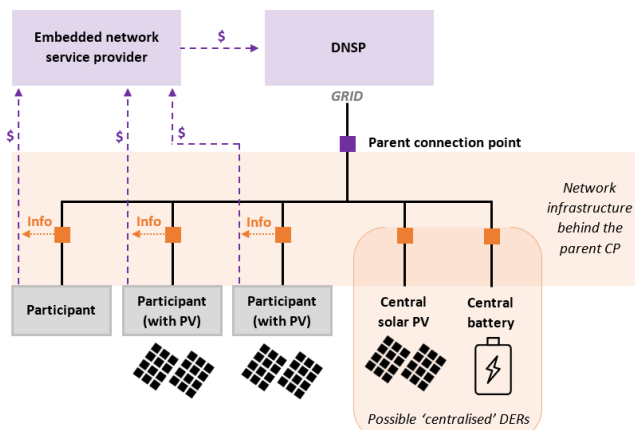 Embedded network
service provider
$
DNSP
GRID
Parent connection point
$
$
$
Network
infrastructure
behind the
parent CP
Info
Info
Info
Participant
Participant
(with PV)
Participant
(with PV)
Central
solar PV
Central
battery
Possible ‘centralised’ DERs